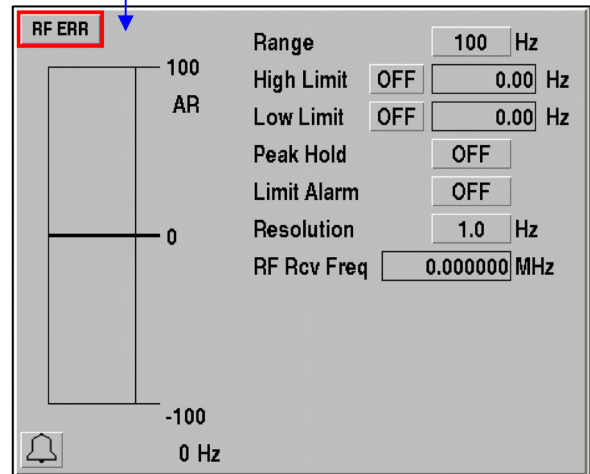 RF ERR
Range 100 Hz
100
High Limit OFF 0.00 Hz
AR
Low Limit OFF 0.00 Hz
Peak Hold OFF
Limit Alarm OFF
0
Resolution 1.0 Hz
RF Rcv Freq 0.000000 MHz
-100
0 Hz